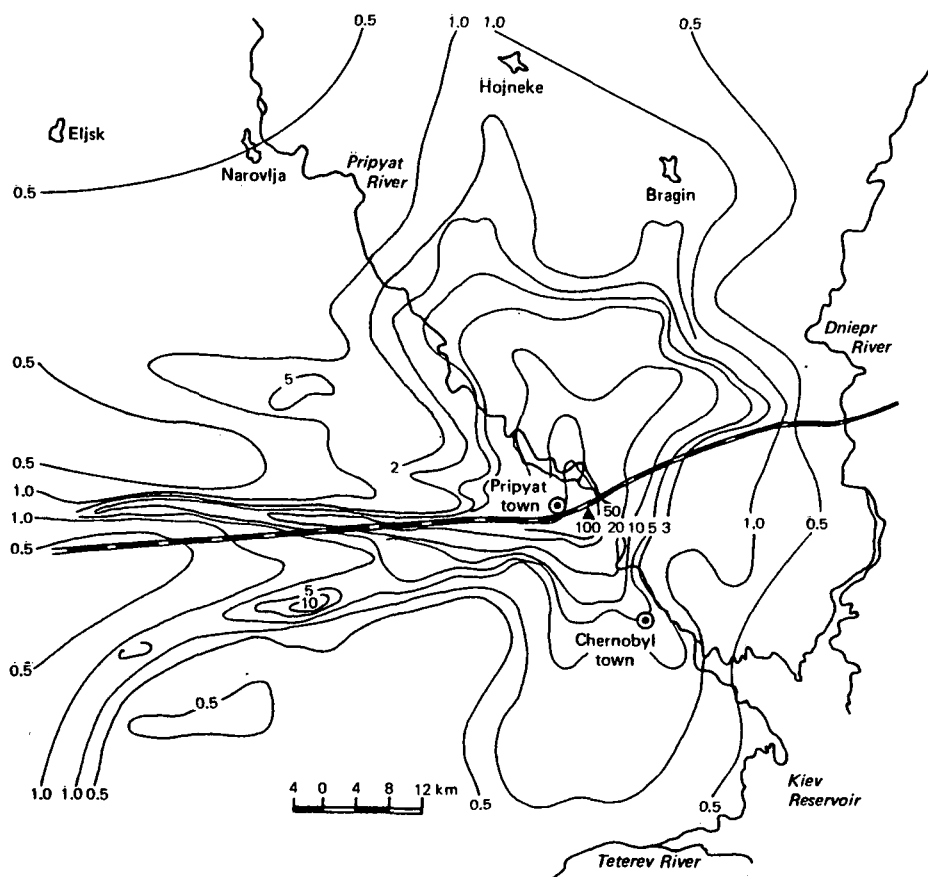 0.5
1.0
1.0
0.5
Hojneke
Eljsk
Narovlja
Pripyat
River
Bragin
0.5
Dniepr
River
0.5
5
0.5
2
1.0
Pripyat
town
1.0
50
100 20 10 5 3
1.0
0.5
0.5
5
10
Chernobyl
town
0.5
0.5
4 0 4 8 12 km
1.0 1.0 0.5
0.5
0.5
Kiev
Reservoir
Teterev River